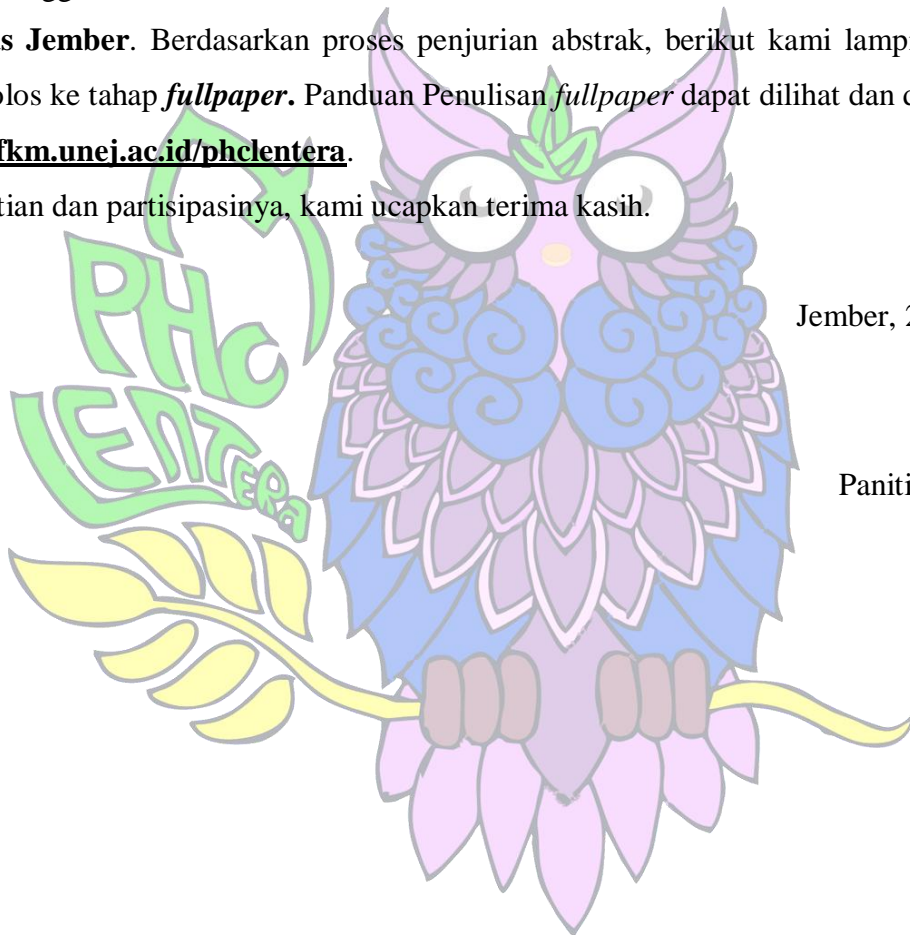 s Jember. Berdasarkan proses penjurian abstrak, berikut kami lamp
olos ke tahap fullpaper. Panduan Penulisan fullpaper dapat dilihat dan d
fkm.unej.ac.id/phclentera.
tian dan partisipasinya, kami ucapkan terima kasih.
PHC
LENTERA
Jember, 2
Paniti